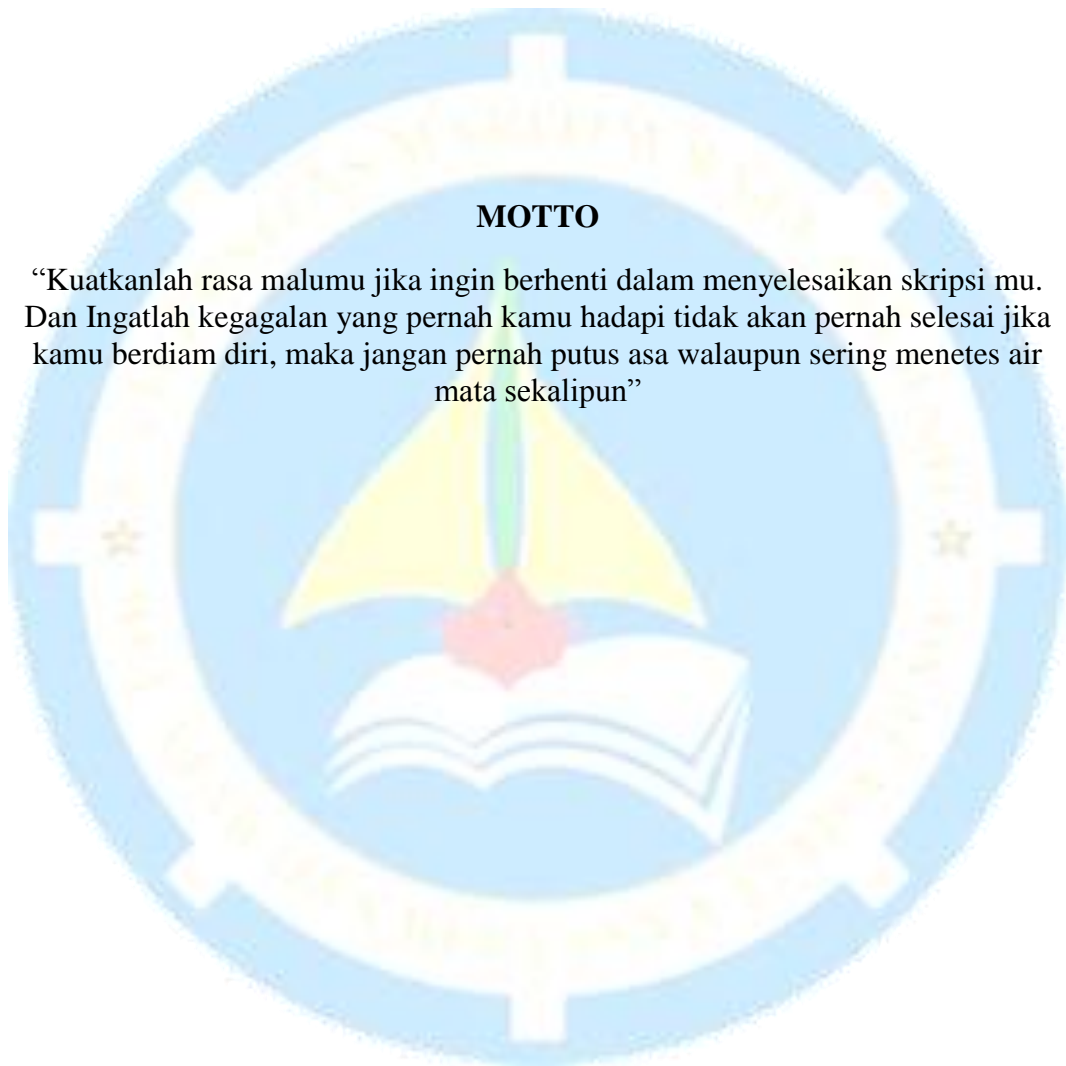 MOTTO
“Kuatkanlah rasa malumu jika ingin berhenti dalam menyelesaikan skripsi mu.
Dan Ingatlah kegagalan yang pernah kamu hadapi tidak akan pernah selesai jika
kamu berdiam diri, maka jangan pernah putus asa walaupun sering menetes air
mata sekalipun”